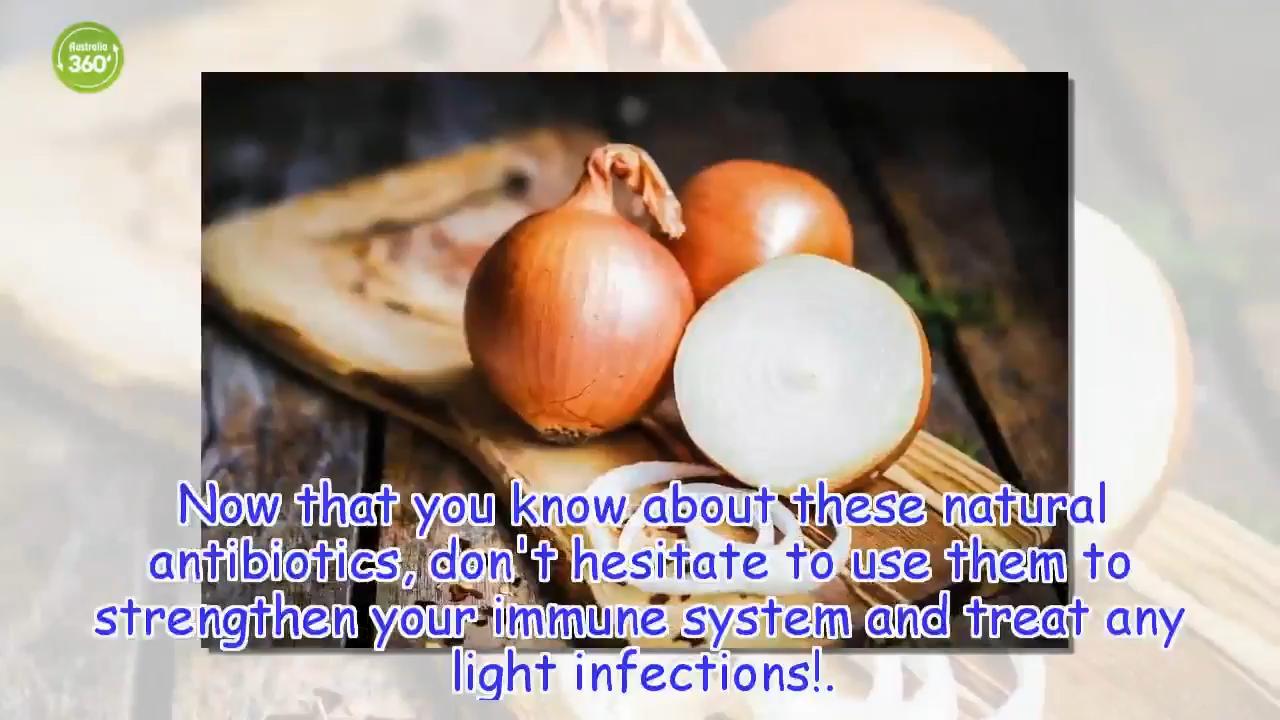 Australia
360°
Now that you know about these natural
antibiotics, don't hesitate to use them to
strengthen your immune system and treat any
light infections!.